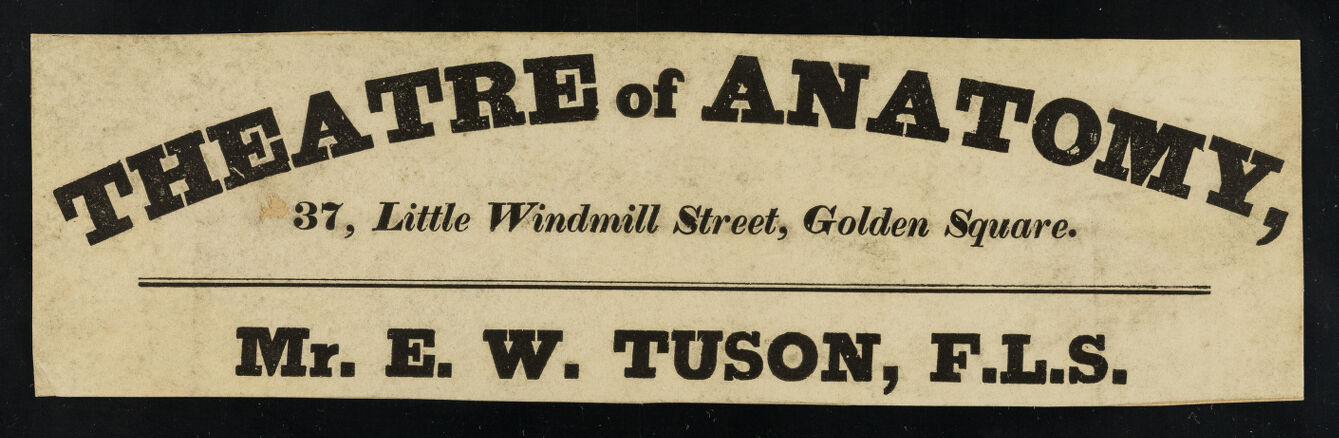 THEATRE of ANATOMY,
37, Little Windmill Street, Golden Square.
Mr. E. W. TUSON, F.L.S.